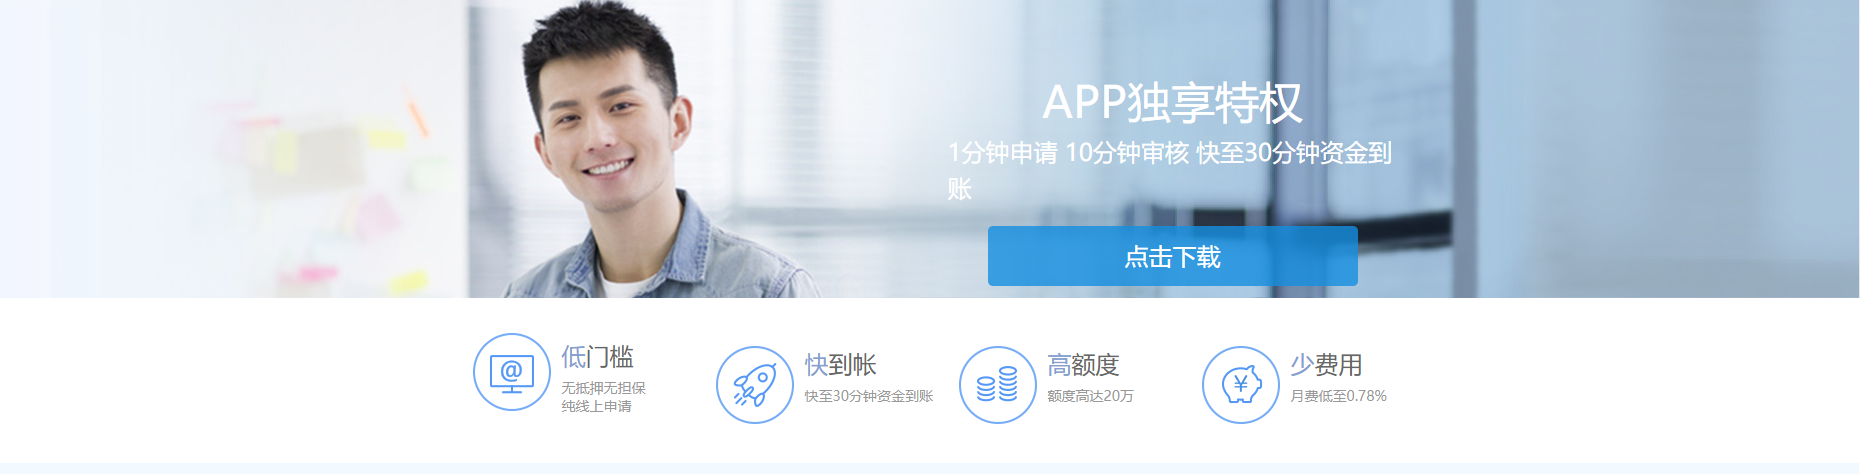 APP独享特权
1分钟申请 10分钟审核 快至30分钟资金到
账
点击下载
@ 低门槛
无抵押无担保
纯线上申请
快到帐
快至30分钟资金到账
高额度
额度高达20万
¥ 少费用
月费低至0.78%